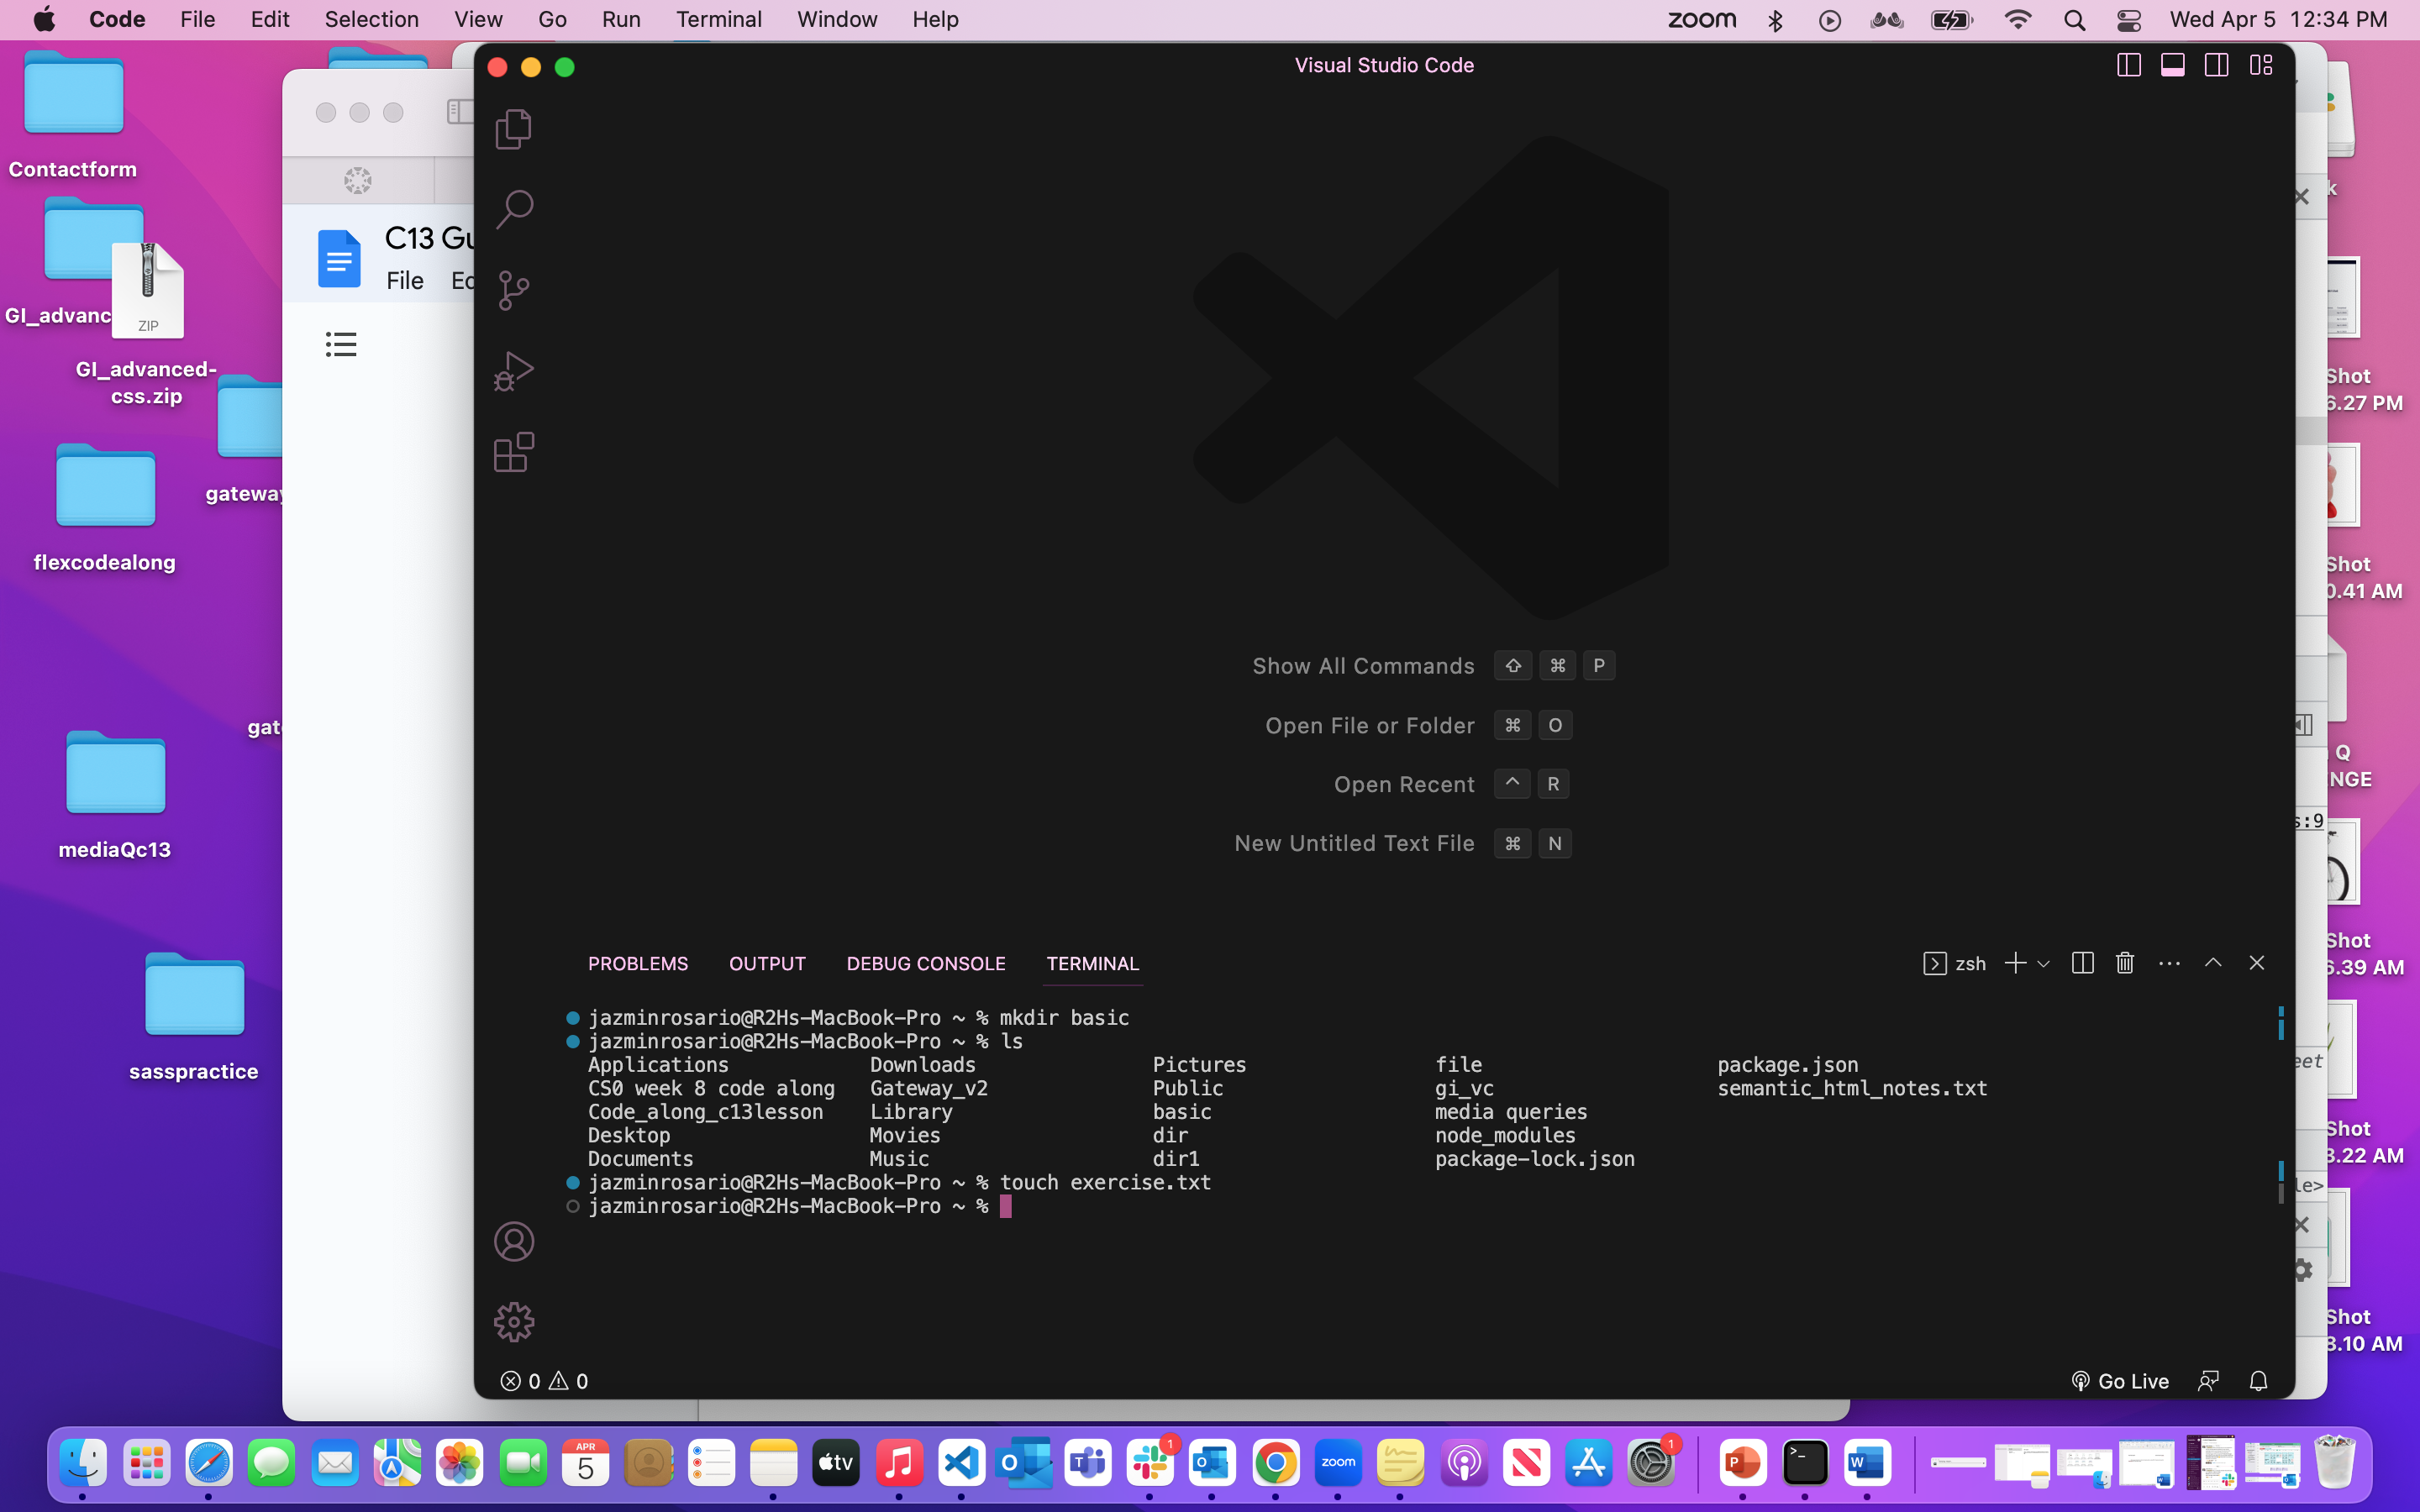 Code File Edit Selection View Go Run Terminal Window Help
zoom Wed Apr 5 12:34 PM
Visual Studio Code
Contactform
C13 Gu
File Ed
GI_advanc
ZIP
GI_advanced-
css.zip
gateway
flexcodealong
gate
mediaQc13
sasspractice
k
Shot
6.27 PM
Shot
0.41 AM
Q
NGE
s:9
Shot
6.39 AM
eet
Shot
3.22 AM
le>
Shot
3.10 AM
Show All Commands ⇧ ⌘ P
Open File or Folder ⌘ O
Open Recent ^ R
New Untitled Text File ⌘ N
PROBLEMS OUTPUT DEBUG CONSOLE TERMINAL
zsh
jazminrosario@R2Hs-MacBook-Pro ~ % mkdir basic
jazminrosario@R2Hs-MacBook-Pro ~ % ls
Applications Downloads Pictures file package.json
CS0 week 8 code along Gateway_v2 Public gi_vc semantic_html_notes.txt
Code_along_c13lesson Library basic media queries
Desktop Movies dir node_modules
Documents Music dir1 package-lock.json
jazminrosario@R2Hs-MacBook-Pro ~ % touch exercise.txt
jazminrosario@R2Hs-MacBook-Pro ~ %
0 0
Go Live
APR
5
tv
O
T
1
O
zoom
1
P
>_
W